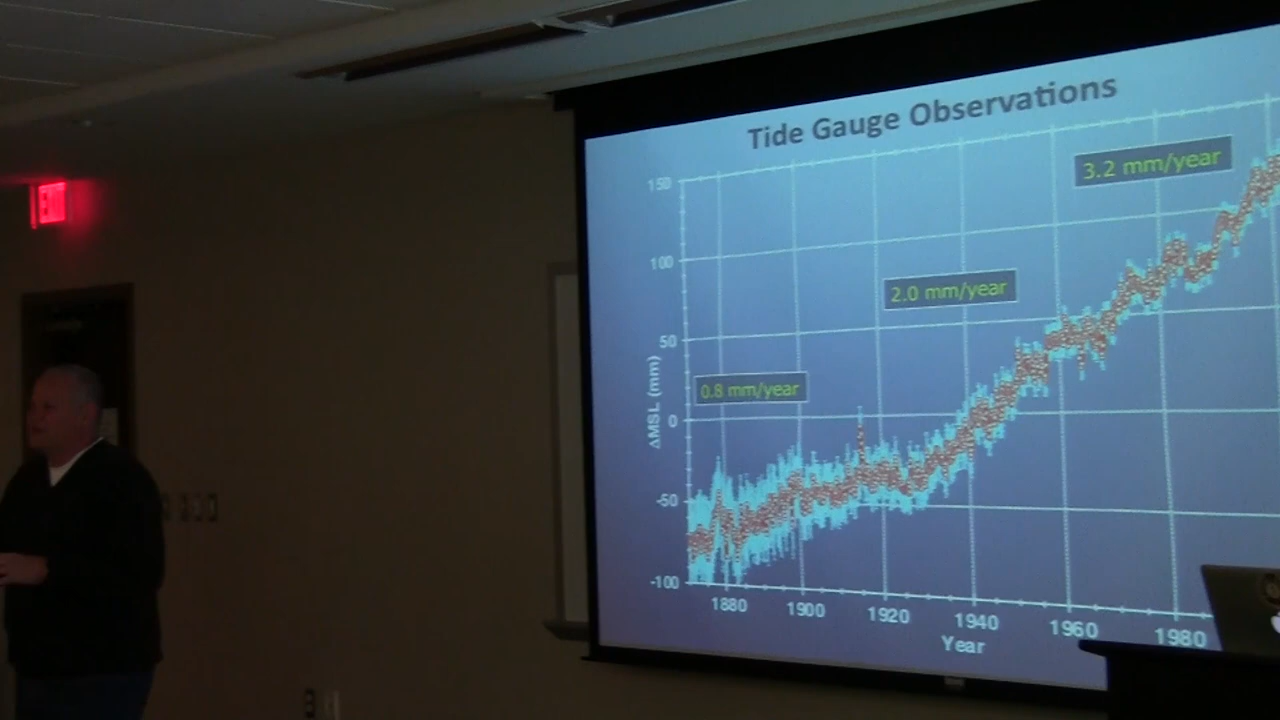 Tide Gauge Observations
3.2 mm/year
2.0 mm/year
0.8 mm/year
150
100
50
0
-50
-100
ΔMSL (mm)
1880 1900 1920 1940 1960 1980
Year